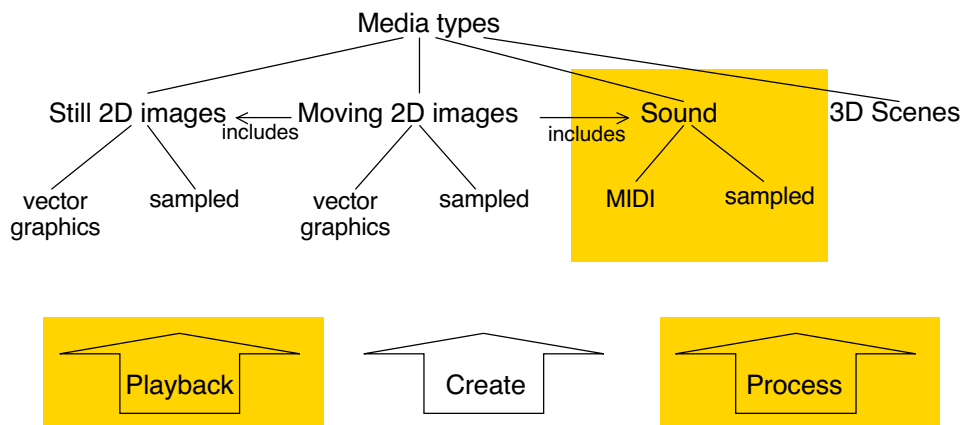 Media types
Still 2D images
includes
Moving 2D images
includes
Sound
3D Scenes
vector
graphics
sampled
vector
graphics
sampled
MIDI
sampled
Playback
Create
Process